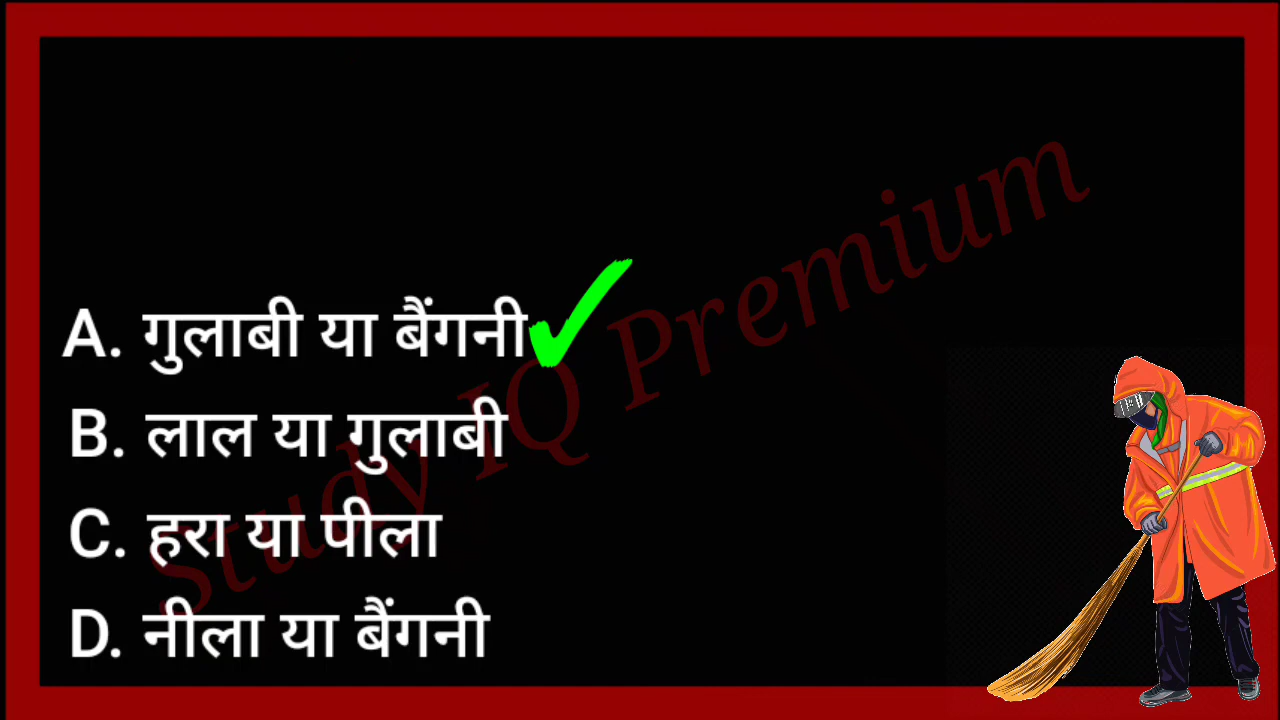 A. गुलाबी या बैंगनी
B. लाल या गुलाबी
C. हरा या पीला
D. नीला या बैंगनी
Study IQ Premium